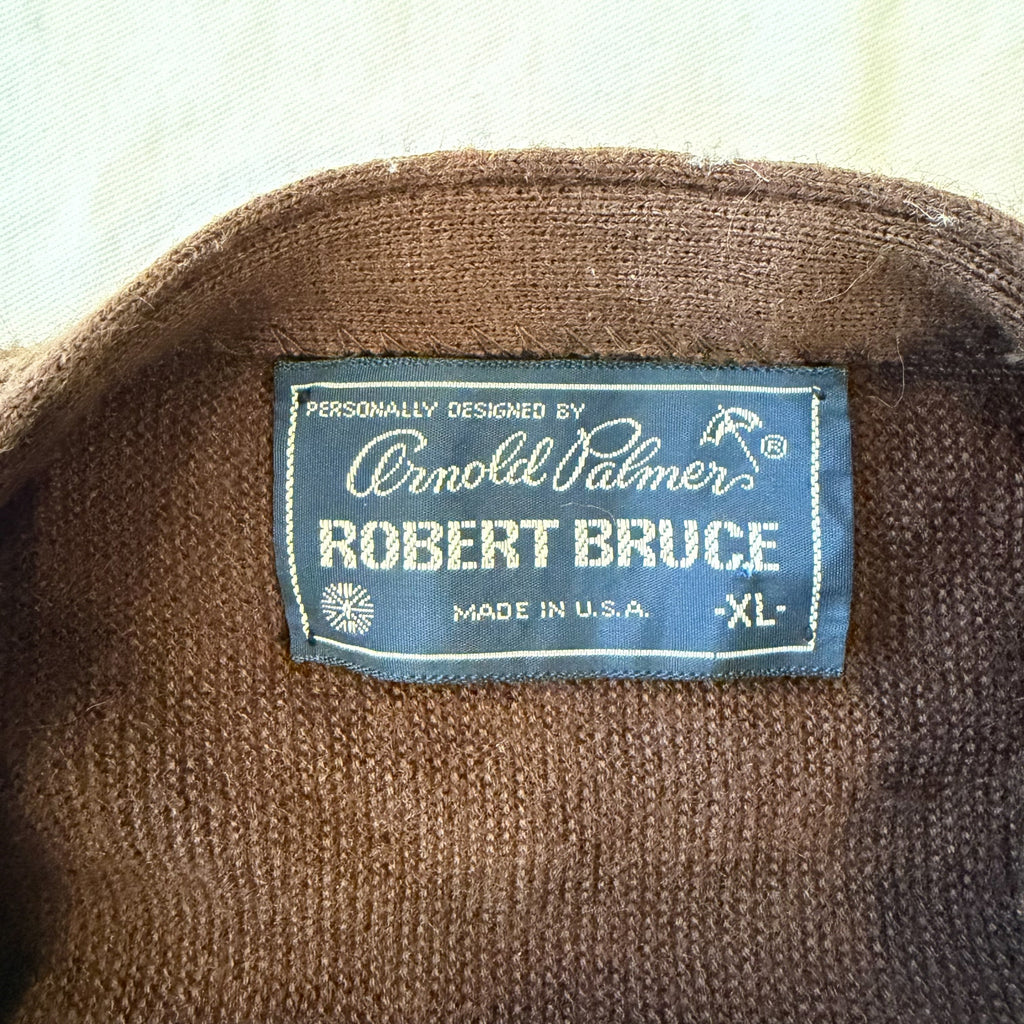 PERSONALLY DESIGNED BY
Arnold Palmer ®
ROBERT BRUCE
MADE IN U.S.A. -XL-